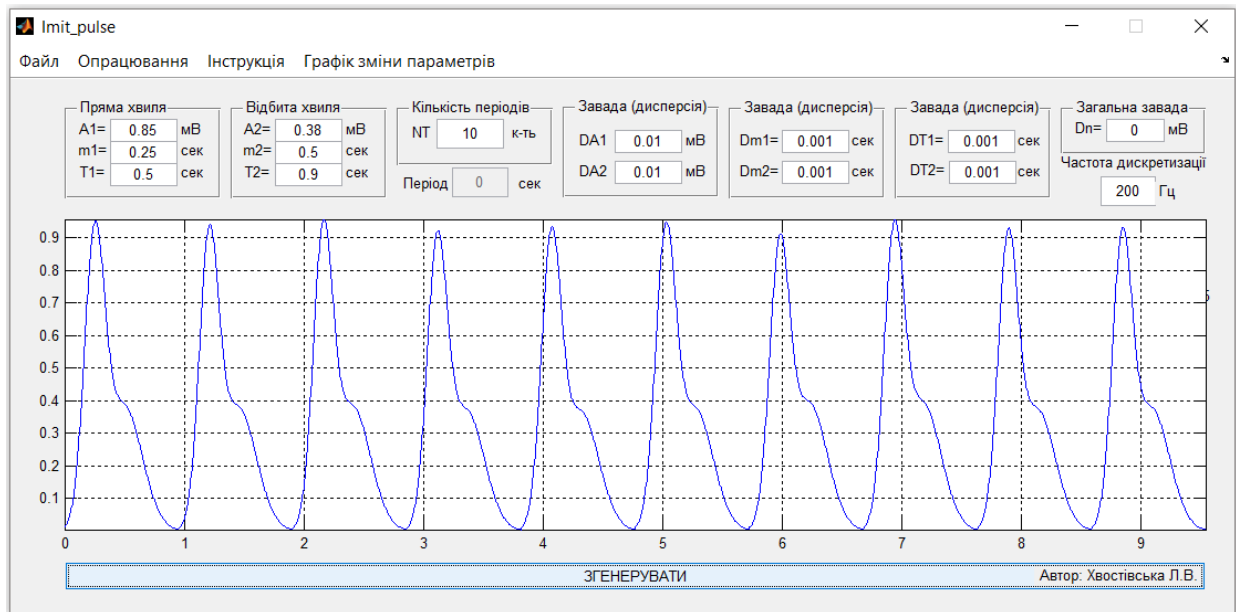 Imit_pulse
Файл Опрацювання Інструкція Графік зміни параметрів
Пряма хвиля
A1= 0.85 мВ
m1= 0.25 сек
T1= 0.5 сек
Відбита хвиля
A2= 0.38 мВ
m2= 0.5 сек
T2= 0.9 сек
Кількість періодів
NT 10 к-ть
Період 0 сек
Завада (дисперсія)
DA1 0.01 мВ
DA2 0.01 мВ
Завада (дисперсія)
Dm1= 0.001 сек
Dm2= 0.001 сек
Завада (дисперсія)
DT1= 0.001 сек
DT2= 0.001 сек
Загальна завада
Dn= 0 мВ
Частота дискретизації
200 Гц
0.9
0.8
0.7
0.6
0.5
0.4
0.3
0.2
0.1
0 1 2 3 4 5 6 7 8 9
ЗГЕНЕРУВАТИ
Автор: Хвостівська Л.В.